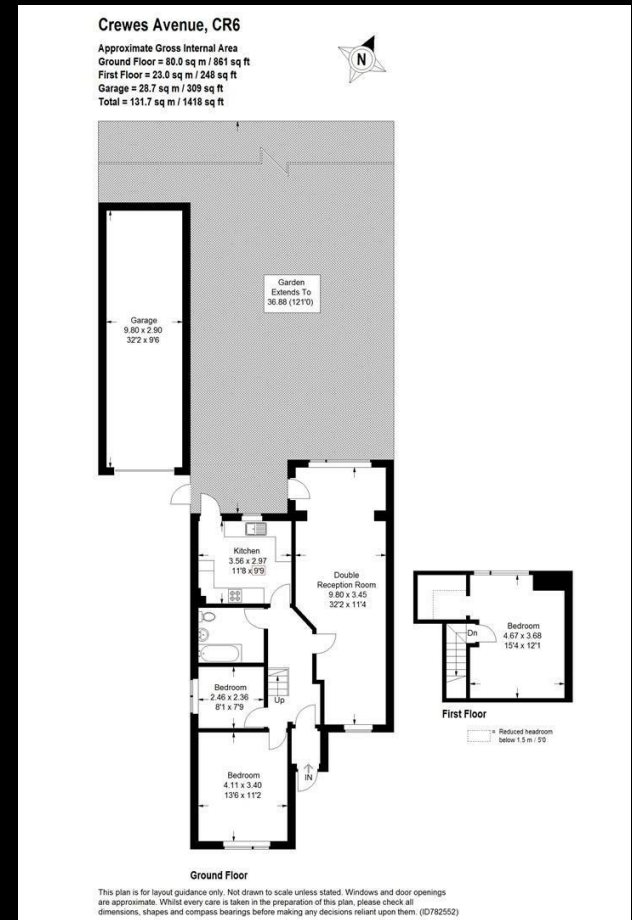 Crewes Avenue, CR6
Approximate Gross Internal Area
Ground Floor = 80.0 sq m / 861 sq ft
First Floor = 23.0 sq m / 248 sq ft
Garage = 28.7 sq m / 309 sq ft
Total = 131.7 sq m / 1418 sq ft
N
Garden
Extends To
36.88 (121'0)
Garage
9.80 x 2.90
32'2 x 9'6
Kitchen
3.56 x 2.97
11'8 x 9'9
Double
Reception Room
9.80 x 3.45
32'2 x 11'4
Bedroom
2.46 x 2.36
8'1 x 7'9
Up
Bedroom
4.11 x 3.40
13'6 x 11'2
IN
Bedroom
4.67 x 3.68
15'4 x 12'1
Dn
First Floor
= Reduced headroom
below 1.5 m / 5'0
Ground Floor
This plan is for layout guidance only. Not drawn to scale unless stated. Windows and door openings
are approximate. Whilst every care is taken in the preparation of this plan, please check all
dimensions, shapes and compass bearings before making any decisions reliant upon them. (ID782552)